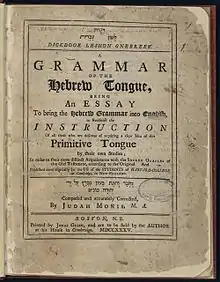 DICKDOOK LESHON GNEBREET.
A
GRAMMAR
OF THE
Hebrew Tongue,
BEING
An ESSAY
To bring the Hebrew Grammar into English,
to Facilitate the
INSTRUCTION
Of all those who are desirous of acquiring a clear Idea of this
Primitive Tongue
by their own Studies;
In order to their more distinct Acquaintance with the SACRED ORACLES of
the Old Testament, according to the Original. And
Published more especially for the Use of the STUDENTS of HARVARD-COLLEGE
at Cambridge, in NEW-ENGLAND.
Composed and accurately Corrected,
By JUDAH MONIS, M. A.
BOSTON, N. E.
Printed by JONAS GREEN, and are to be Sold by the AUTHOR
at his House in Cambridge. MDCCXXXV.